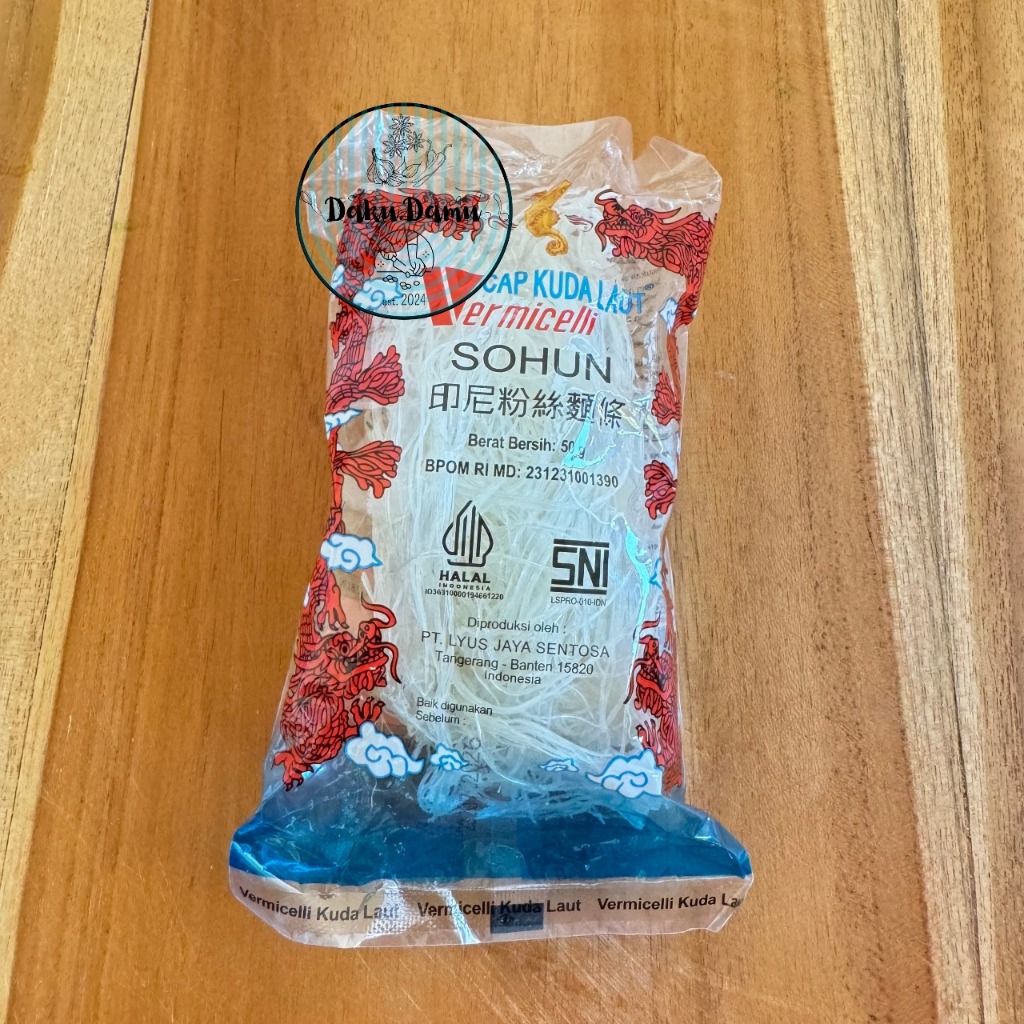 Daku Damu
est. 2024
CAP KUDA LAUT
Vermicelli
SOHUN
印尼粉絲麵條
Berat Bersih: 50 g
BPOM RI MD: 231231001390
HALAL
INDONESIA
ID36310000194661220
SNI
LSPRO-010-IDN
Diproduksi oleh :
PT. LYUS JAYA SENTOSA
Tangerang - Banten 15820
Indonesia
Baik digunakan
Sebelum :
Vermicelli Kuda Laut Vermicelli Kuda Laut Vermicelli Kuda La